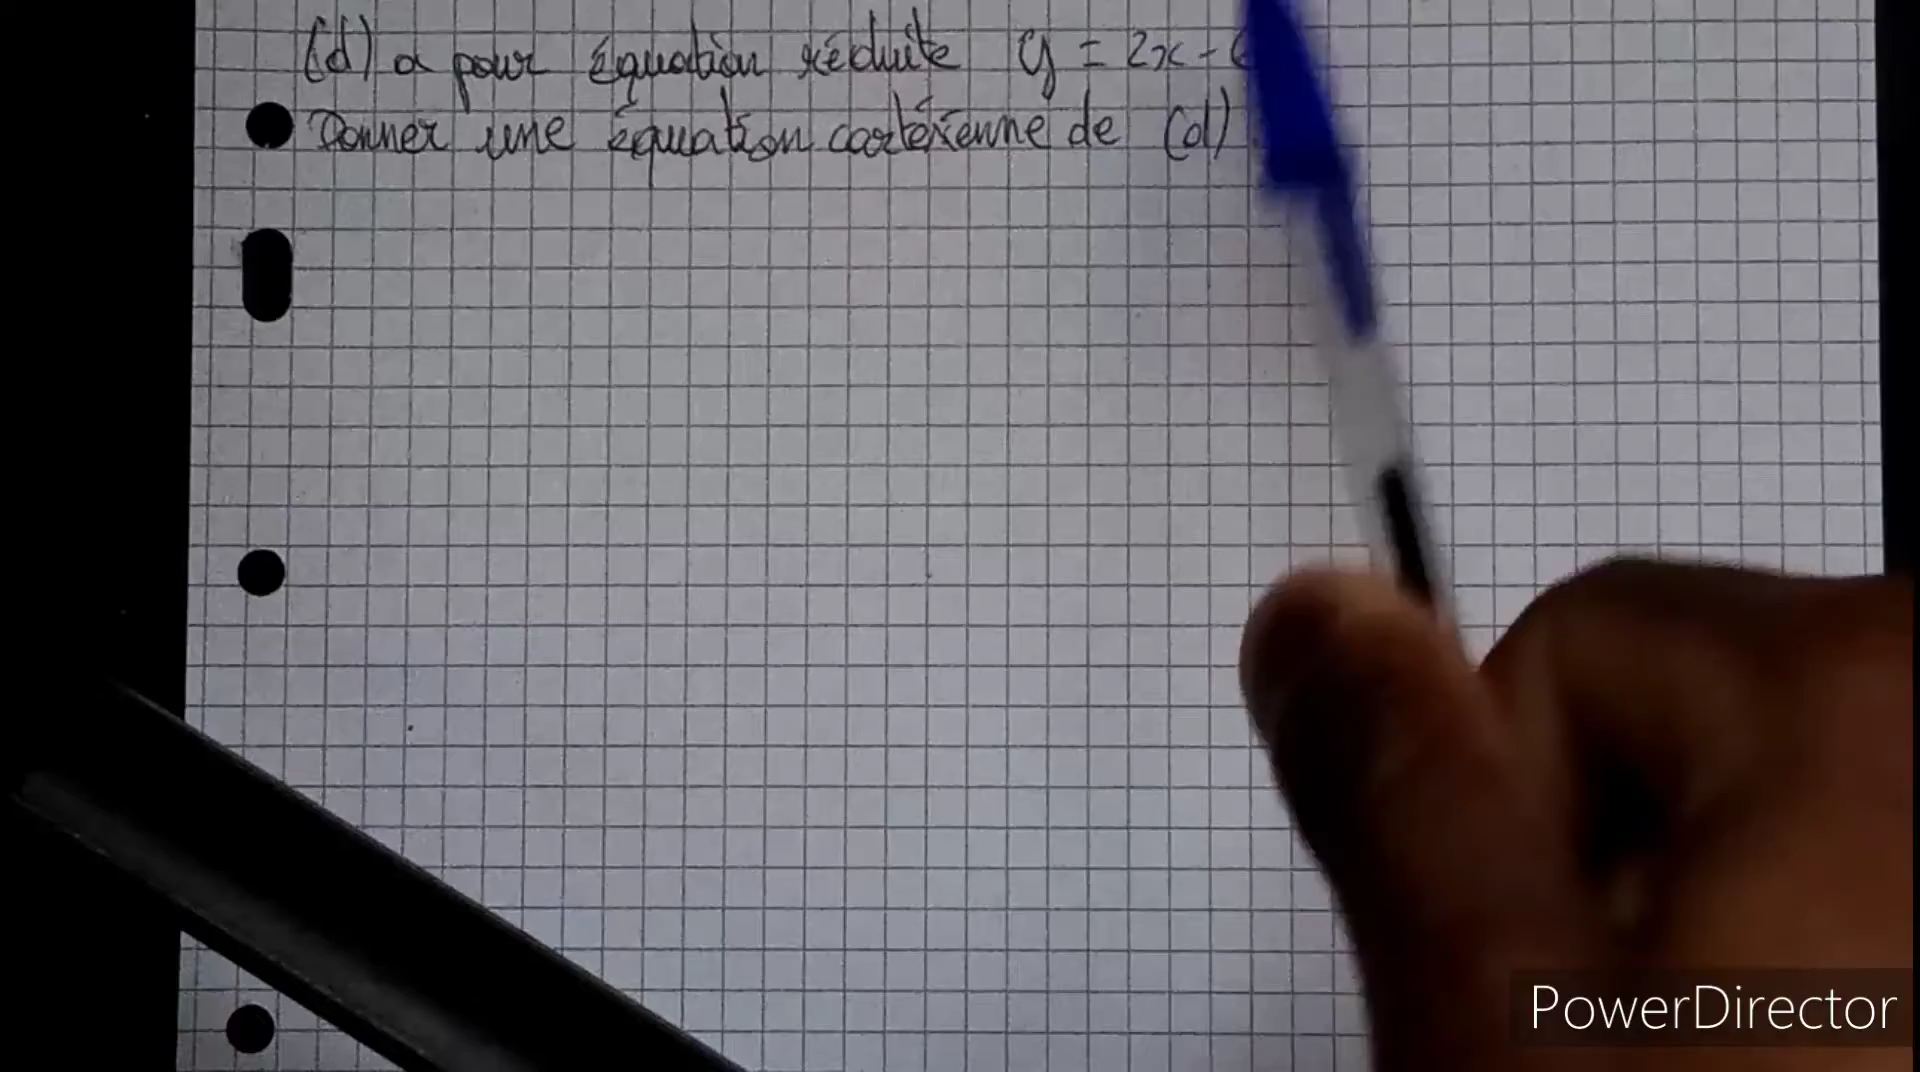 (d) a pour équation réduite y = 2x -
Donner une équation cartésienne de (d)
PowerDirector